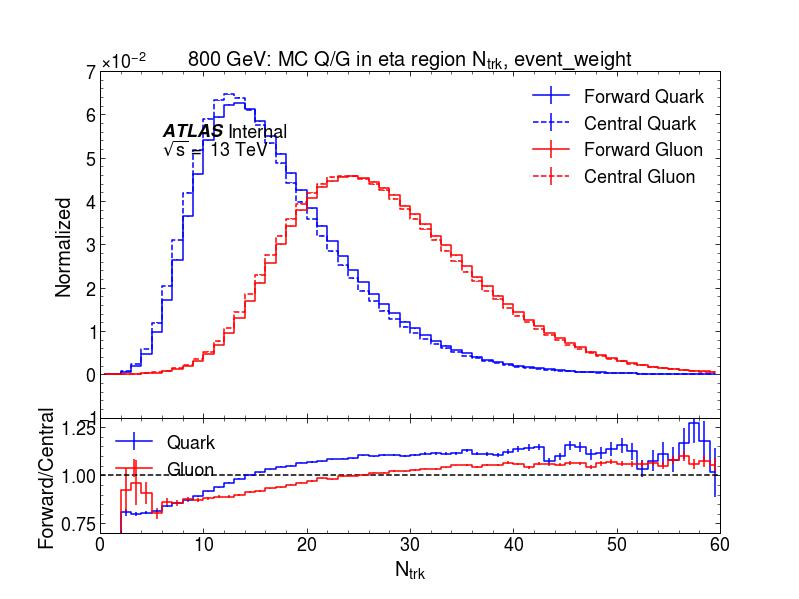 ×10⁻²
800 GeV: MC Q/G in eta region Nₜᵣₖ, event_weight
7
6
5
4
3
2
1
0
−1
Normalized
ATLAS Internal
√s = 13 TeV
Forward Quark
Central Quark
Forward Gluon
Central Gluon
1.25
1.00
0.75
Forward/Central
Quark
Gluon
0 10 20 30 40 50 60
Nₜᵣₖ